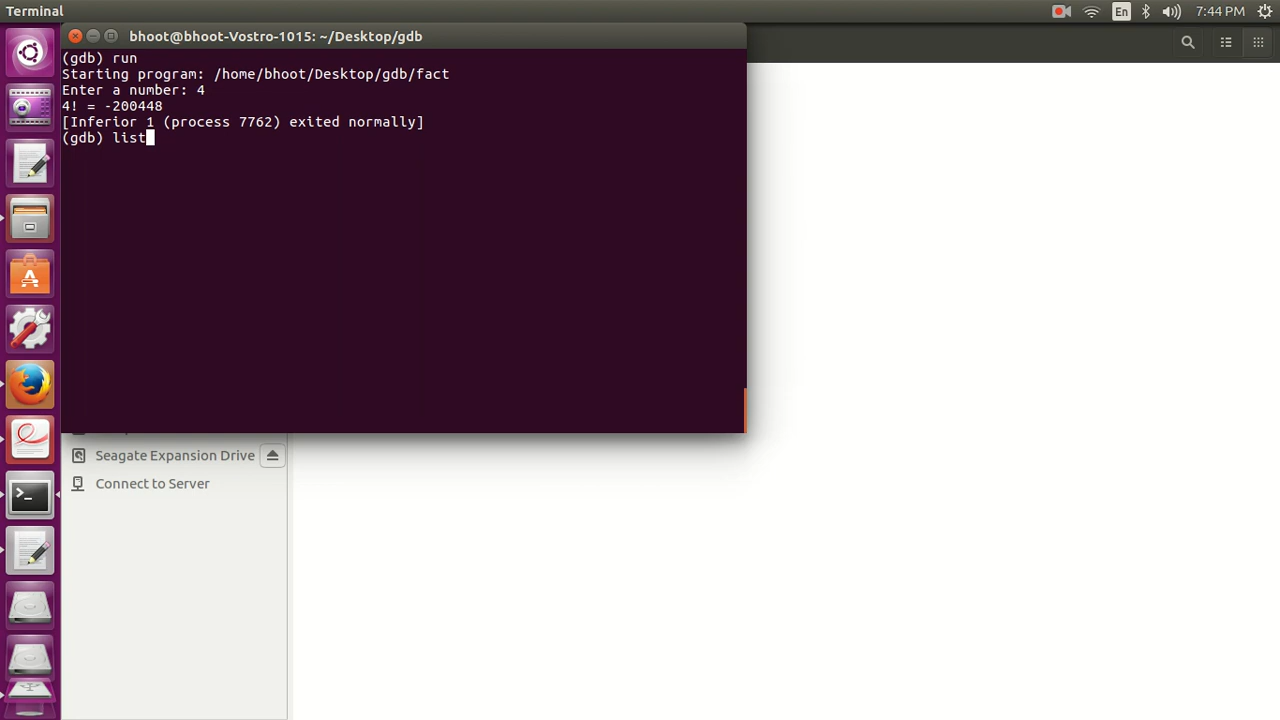 Terminal
En
7:44 PM
bhoot@bhoot-Vostro-1015: ~/Desktop/gdb
(gdb) run
Starting program: /home/bhoot/Desktop/gdb/fact
Enter a number: 4
4! = -200448
[Inferior 1 (process 7762) exited normally]
(gdb) list
Seagate Expansion Drive
Connect to Server